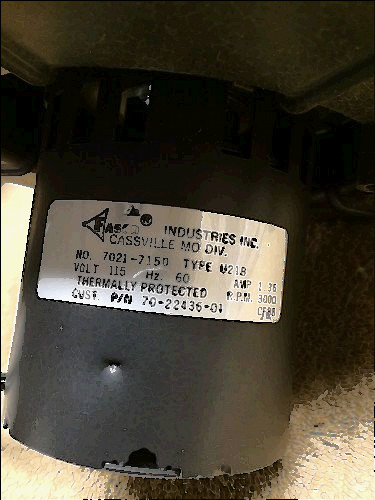 FASCO ® INDUSTRIES INC.
CASSVILLE MO DIV.
NO. 7021-7150 TYPE U21B
VOLT 115 Hz. 60 AMP 1.35
THERMALLY PROTECTED R.P.M. 3000
CUST. P/N 70-22436-01